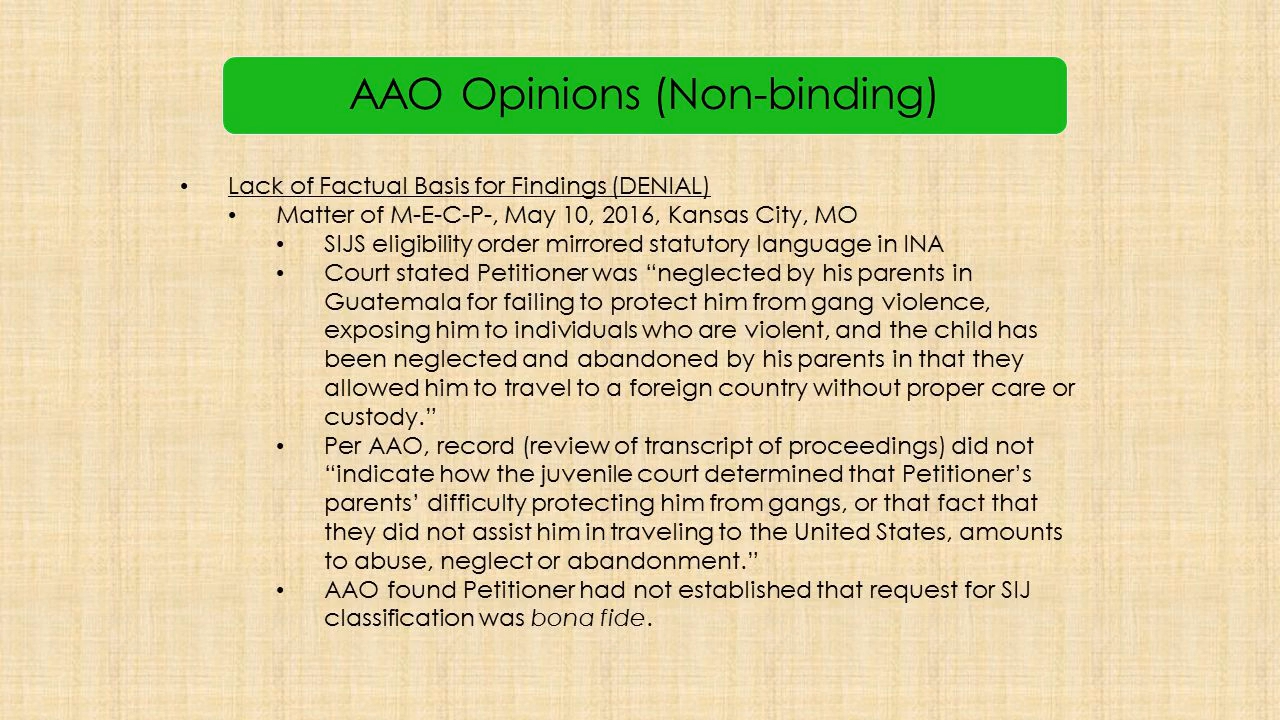 AAO Opinions (Non-binding)
• Lack of Factual Basis for Findings (DENIAL)
• Matter of M-E-C-P-, May 10, 2016, Kansas City, MO
• SIJS eligibility order mirrored statutory language in INA
• Court stated Petitioner was “neglected by his parents in
Guatemala for failing to protect him from gang violence,
exposing him to individuals who are violent, and the child has
been neglected and abandoned by his parents in that they
allowed him to travel to a foreign country without proper care or
custody.”
• Per AAO, record (review of transcript of proceedings) did not
“indicate how the juvenile court determined that Petitioner’s
parents’ difficulty protecting him from gangs, or that fact that
they did not assist him in traveling to the United States, amounts
to abuse, neglect or abandonment.”
• AAO found Petitioner had not established that request for SIJ
classification was bona fide.